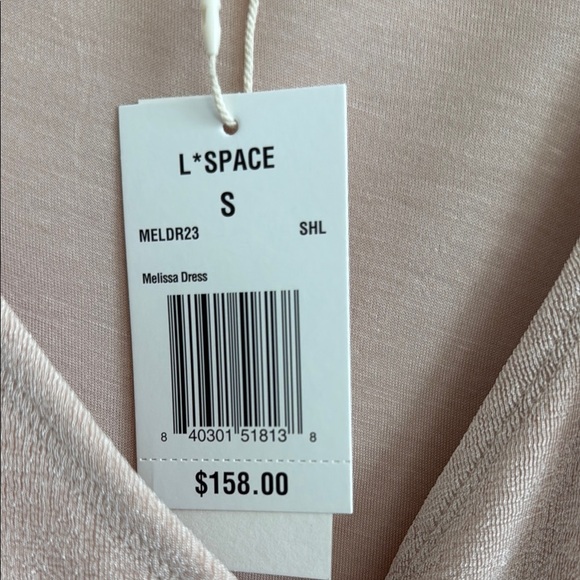 L*SPACE
S
MELDR23 SHL
Melissa Dress
8 40301 51813 8
$158.00